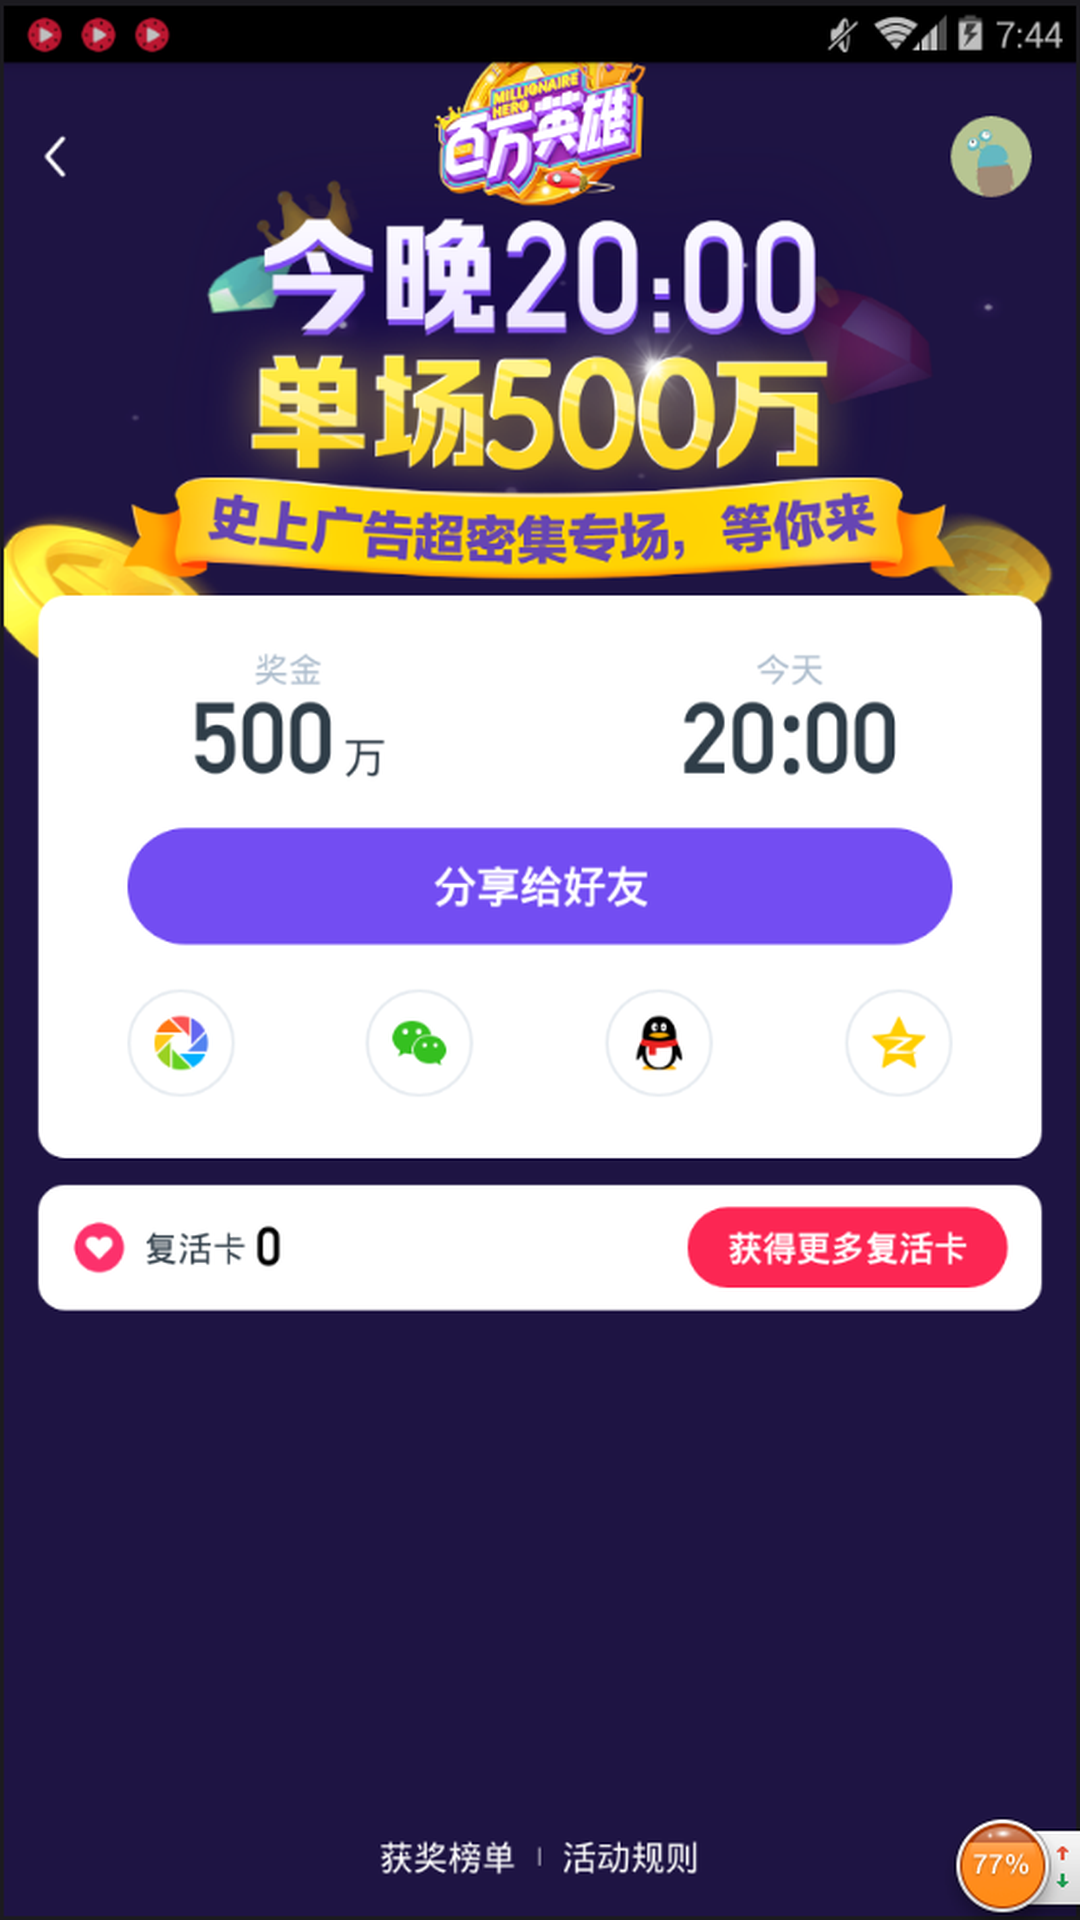 7:44
MILLIONAIRE
HERO
百万英雄
今晚20:00
单场500万
史上广告超密集专场，等你来
奖金
今天
500万
20:00
分享给好友
复活卡 0
获得更多复活卡
获奖榜单 | 活动规则
77%